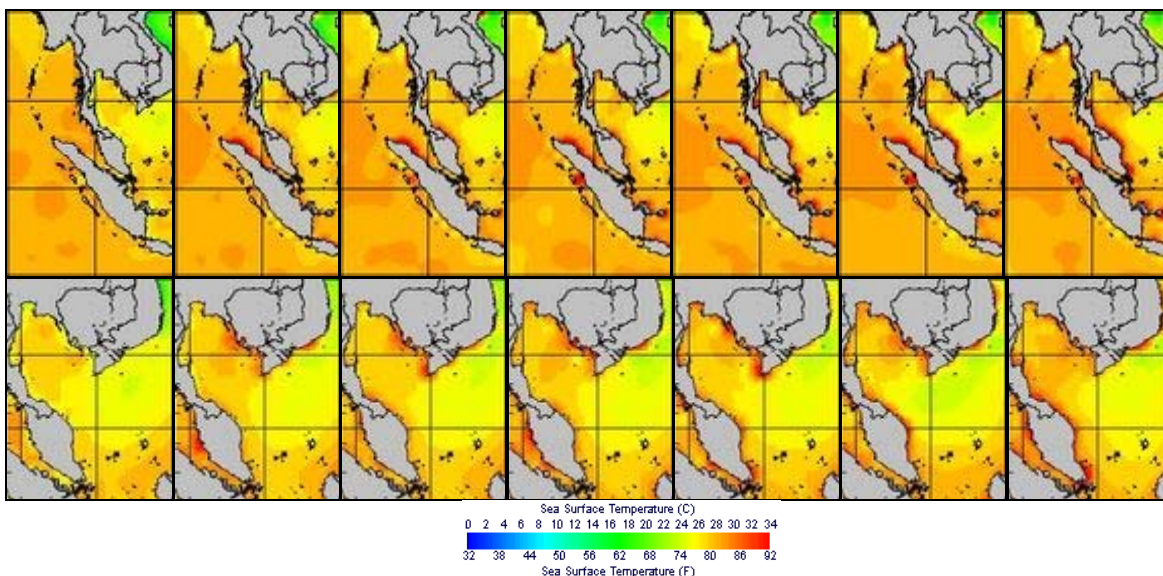 Sea Surface Temperature (C)
0 2 4 6 8 10 12 14 16 18 20 22 24 26 28 30 32 34
32 38 44 50 56 62 68 74 80 86 92
Sea Surface Temperature (F)